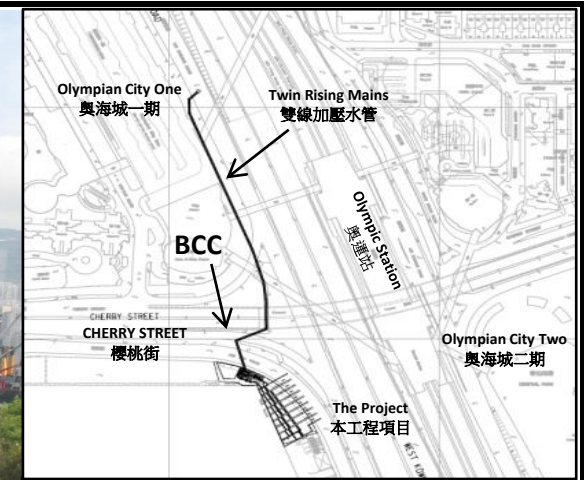 Olympian City One
奧海城一期
Twin Rising Mains
雙線加壓水管
Olympic Station
奧運站
BCC
CHERRY STREET
CHERRY STREET
櫻桃街
Olympian City Two
奧海城二期
The Project
本工程項目
WEST KOW